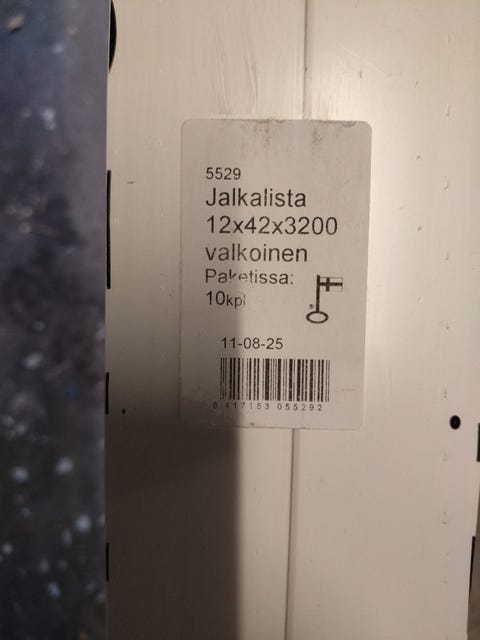 5529
Jalkalista
12x42x3200
valkoinen
Paketissa:
10kpl
11-08-25
6 417153 055292